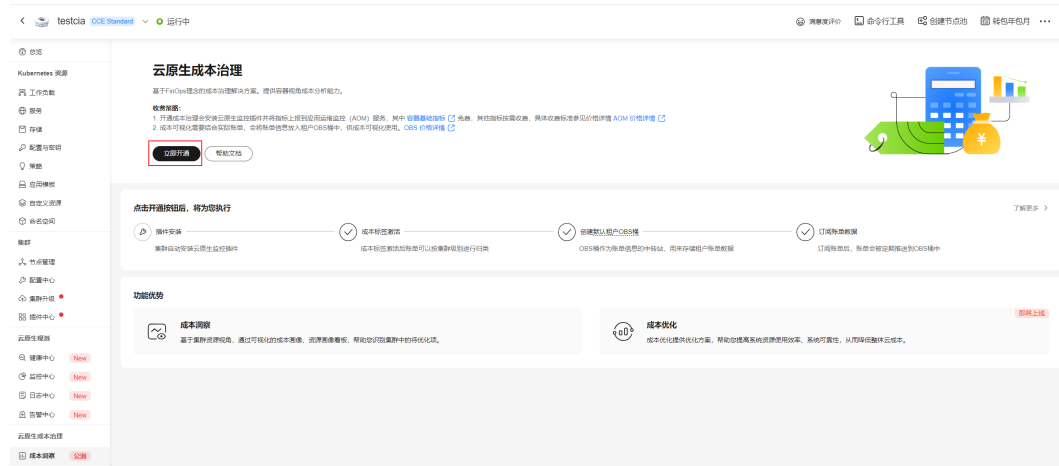 testcia CCE Standard 运行中
满意度评价 命令行工具 创建节点池 转包年包月
总览
Kubernetes 资源
工作负载
服务
存储
配置与密钥
策略
应用模板
自定义资源
命名空间
集群
节点管理
配置中心
集群升级
插件中心
云原生观测
健康中心 New
监控中心 New
日志中心 New
告警中心 New
云原生成本治理
成本洞察 公测
云原生成本治理
基于FinOps理念的成本治理解决方案。提供容器视角成本分析能力。
收费策略:
1. 开通成本治理会安装云原生监控插件并将指标上报到应用运维监控（AOM）服务，其中 容器基础指标 免费，其他指标按需收费，具体收费标准参见价格详情 AOM 价格详情
2. 成本可视化需要结合实际账单，会将账单信息放入租户OBS桶中，供成本可视化使用。OBS 价格详情
立即开通 帮助文档
点击开通按钮后，将为您执行 了解更多
插件安装
集群自动安装云原生监控插件
成本标签激活
成本标签激活后账单可以按集群级别进行归类
创建默认租户OBS桶
OBS桶作为账单信息的中转站，用来存储租户账单数据
订阅账单数据
订阅账单后，账单会被定期推送到OBS桶中
功能优势
成本洞察
基于集群资源视角，通过可视化的成本画像、资源画像看板，帮助您识别集群中的待优化项。
即将上线
成本优化
成本优化提供优化方案，帮助您提高系统资源使用效率、系统可靠性，从而降低整体云成本。